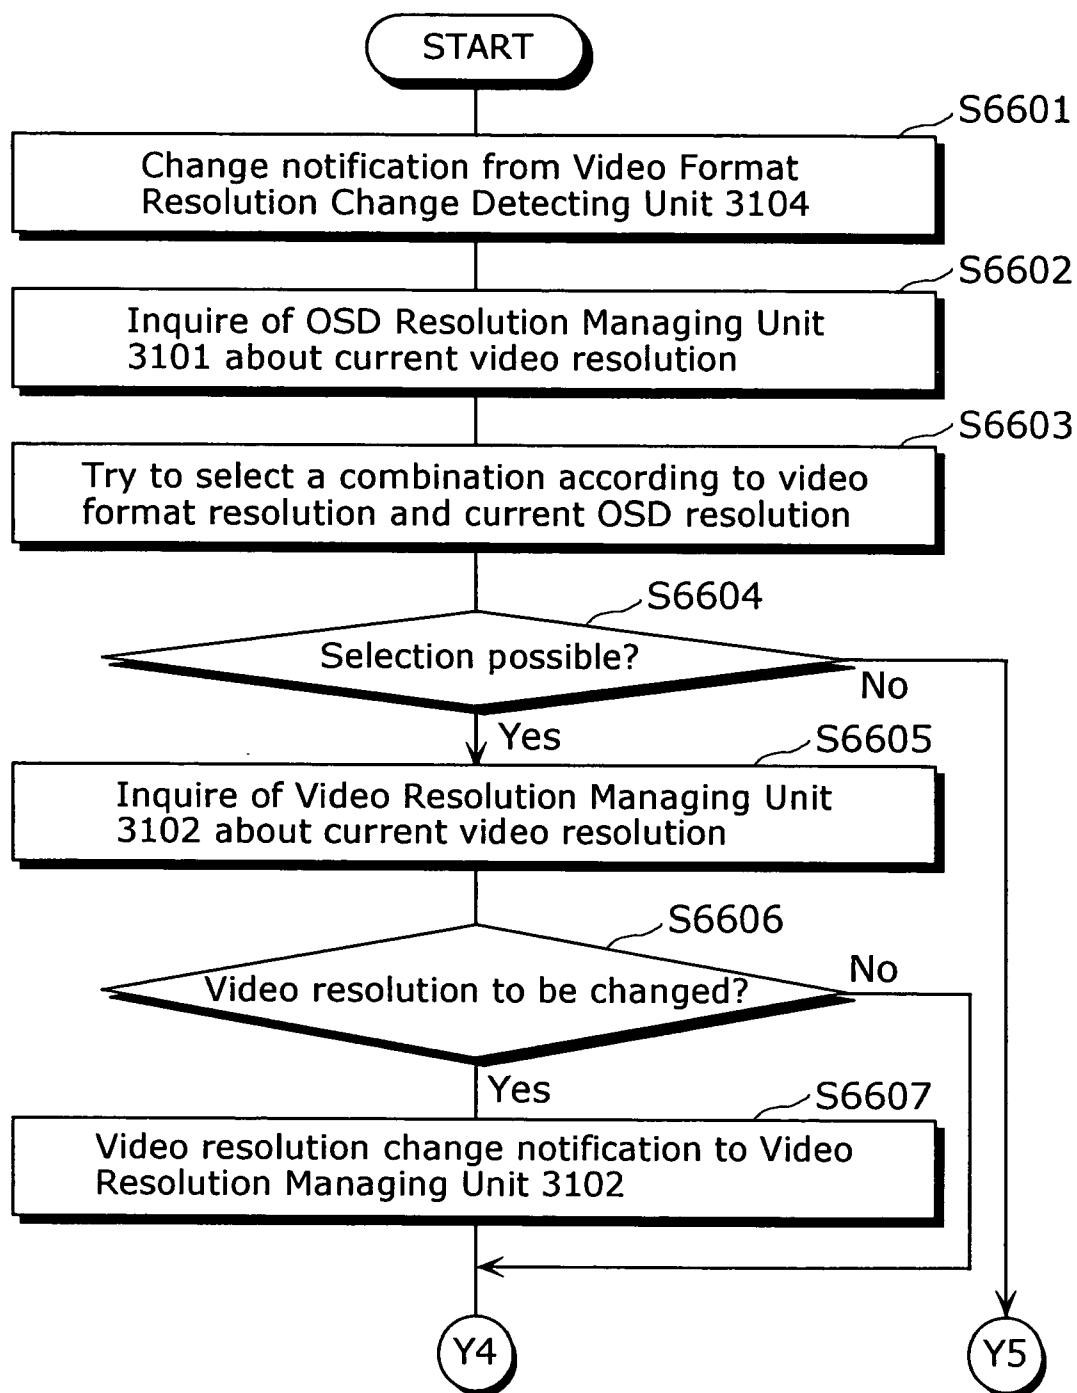 START
S6601
Change notification from Video Format
Resolution Change Detecting Unit 3104
S6602
Inquire of OSD Resolution Managing Unit
3101 about current video resolution
S6603
Try to select a combination according to video
format resolution and current OSD resolution
S6604
Selection possible?
No
Yes
S6605
Inquire of Video Resolution Managing Unit
3102 about current video resolution
S6606
Video resolution to be changed?
No
Yes
S6607
Video resolution change notification to Video
Resolution Managing Unit 3102
Y4
Y5